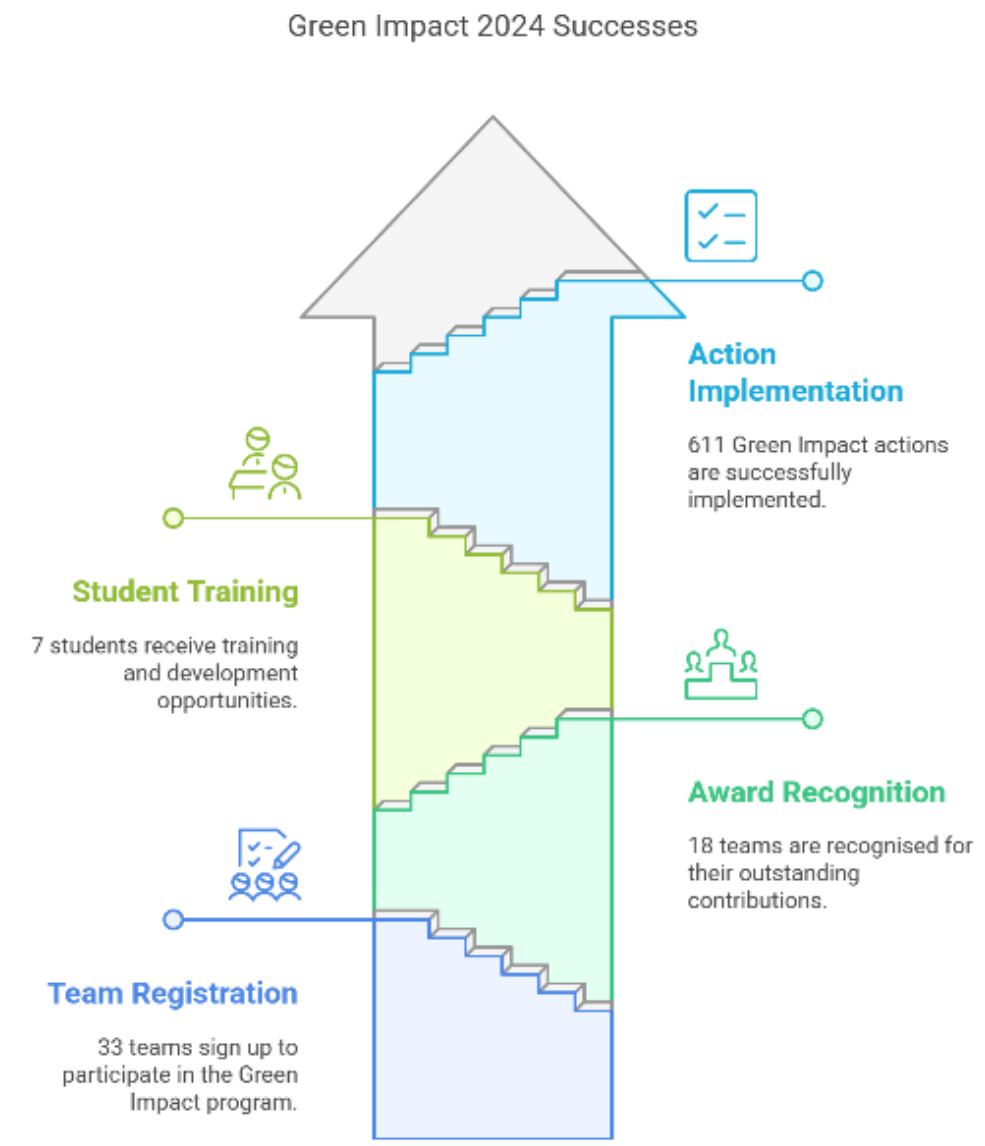 Green Impact 2024 Successes
Action
Implementation
611 Green Impact actions
are successfully
implemented.
Student Training
7 students receive training
and development
opportunities.
Award Recognition
18 teams are recognised for
their outstanding
contributions.
Team Registration
33 teams sign up to
participate in the Green
Impact program.